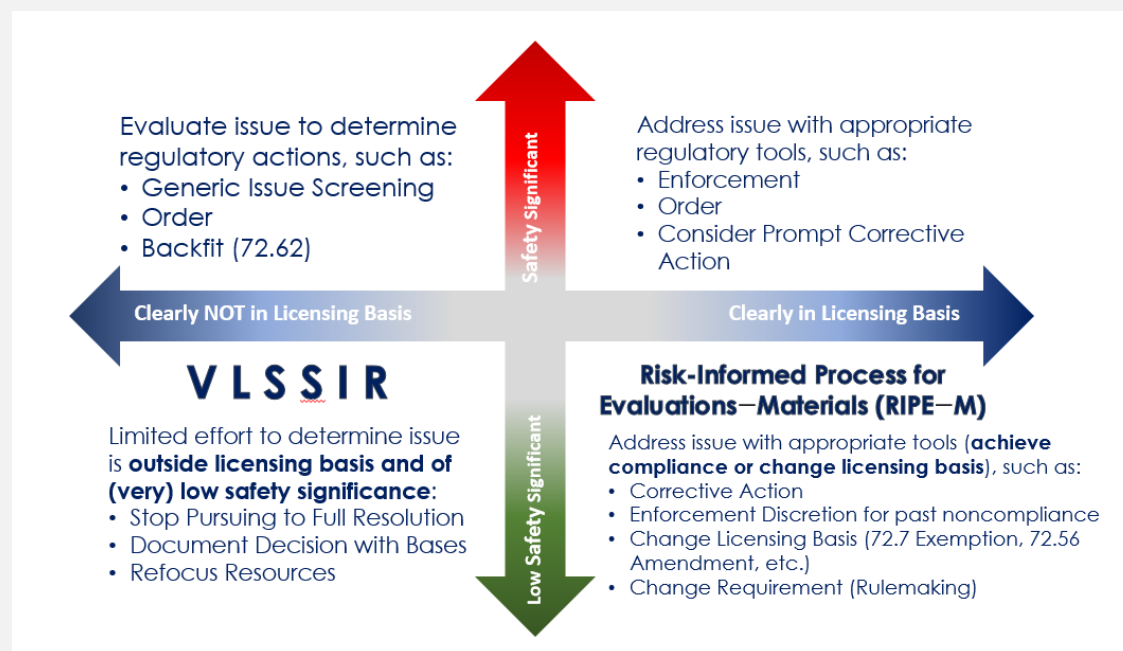 Evaluate issue to determine
regulatory actions, such as:
• Generic Issue Screening
• Order
• Backfit (72.62)
Safety Significant
Address issue with appropriate
regulatory tools, such as:
• Enforcement
• Order
• Consider Prompt Corrective
Action
Clearly NOT in Licensing Basis
Clearly in Licensing Basis
V L S S I R
Limited effort to determine issue
is outside licensing basis and of
(very) low safety significance:
• Stop Pursuing to Full Resolution
• Document Decision with Bases
• Refocus Resources
Low Safety Significant
Risk-Informed Process for
Evaluations—Materials (RIPE—M)
Address issue with appropriate tools (achieve
compliance or change licensing basis), such as:
• Corrective Action
• Enforcement Discretion for past noncompliance
• Change Licensing Basis (72.7 Exemption, 72.56
Amendment, etc.)
• Change Requirement (Rulemaking)